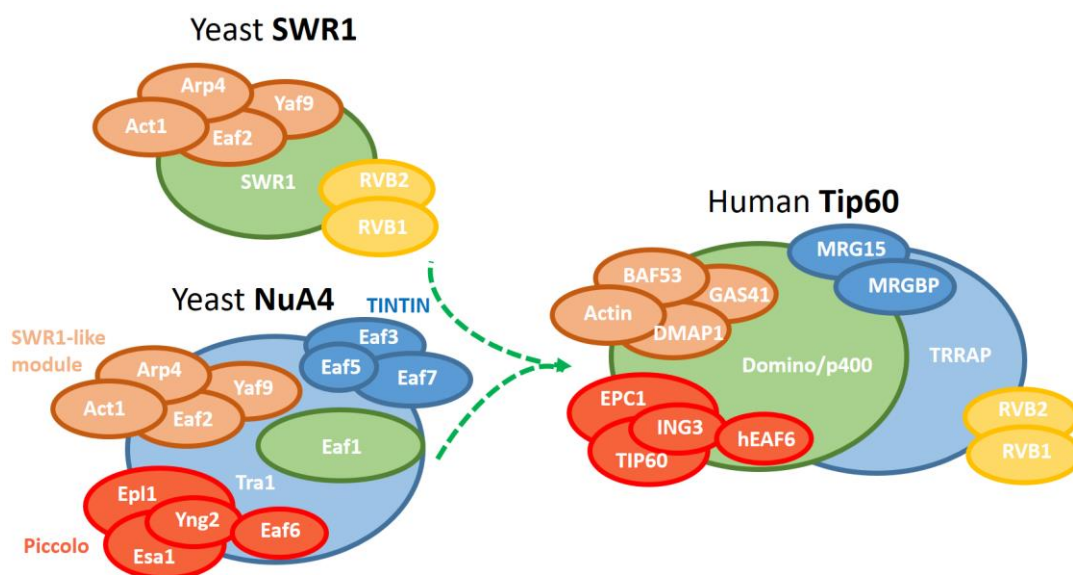 Yeast SWR1
Arp4
Yaf9
Act1
Eaf2
SWR1
RVB2
RVB1
Yeast NuA4
TINTIN
SWR1-like
module
Eaf3
Eaf5
Eaf7
Arp4
Yaf9
Act1
Eaf2
Eaf1
Tra1
Epl1
Yng2
Eaf6
Piccolo
Esa1
Human Tip60
MRG15
MRGBP
BAF53
GAS41
Actin
DMAP1
Domino/p400
TRRAP
EPC1
ING3
hEAF6
TIP60
RVB2
RVB1